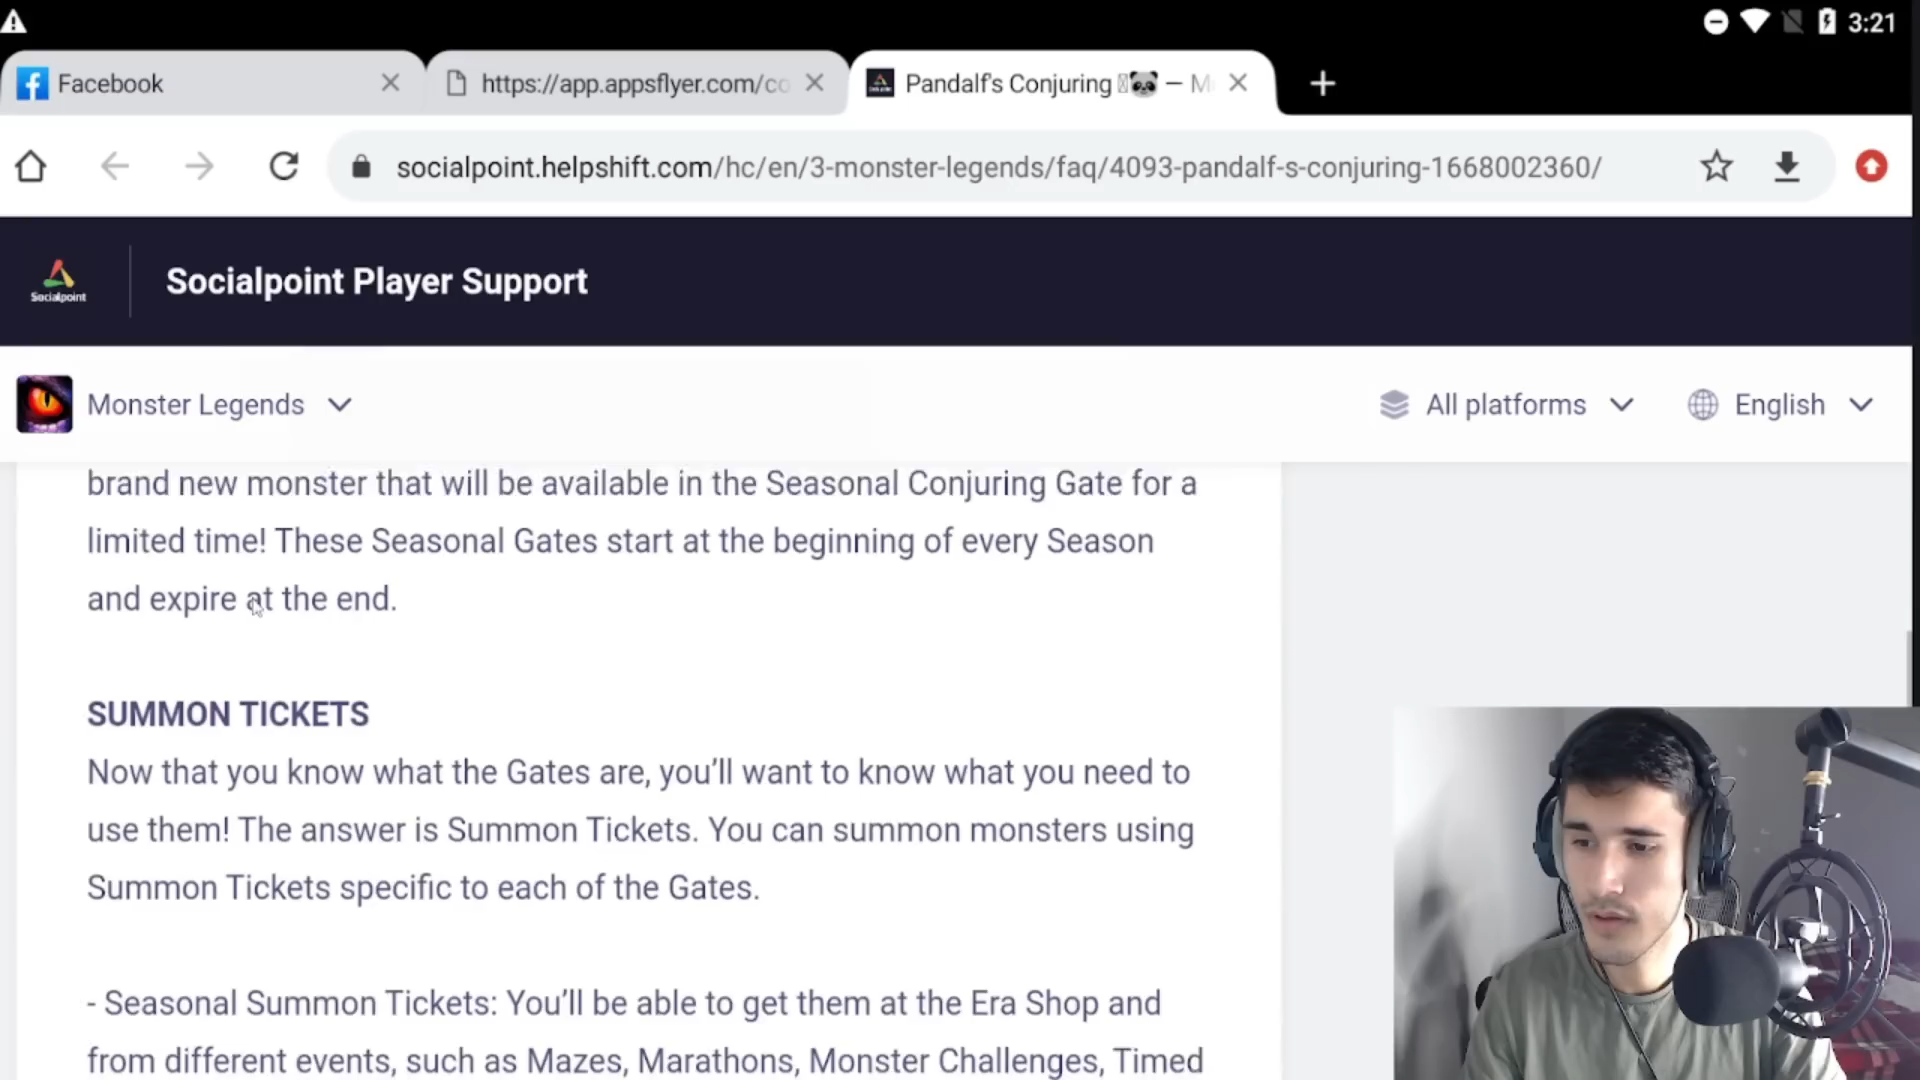 3:21
Facebook
https://app.appsflyer.com/co
Pandalf's Conjuring 🐼 – M
socialpoint.helpshift.com/hc/en/3-monster-legends/faq/4093-pandalf-s-conjuring-1668002360/
Socialpoint
Socialpoint Player Support
Monster Legends
All platforms
English
brand new monster that will be available in the Seasonal Conjuring Gate for a
limited time! These Seasonal Gates start at the beginning of every Season
and expire at the end.
SUMMON TICKETS
Now that you know what the Gates are, you’ll want to know what you need to
use them! The answer is Summon Tickets. You can summon monsters using
Summon Tickets specific to each of the Gates.
- Seasonal Summon Tickets: You’ll be able to get them at the Era Shop and
from different events, such as Mazes, Marathons, Monster Challenges, Timed